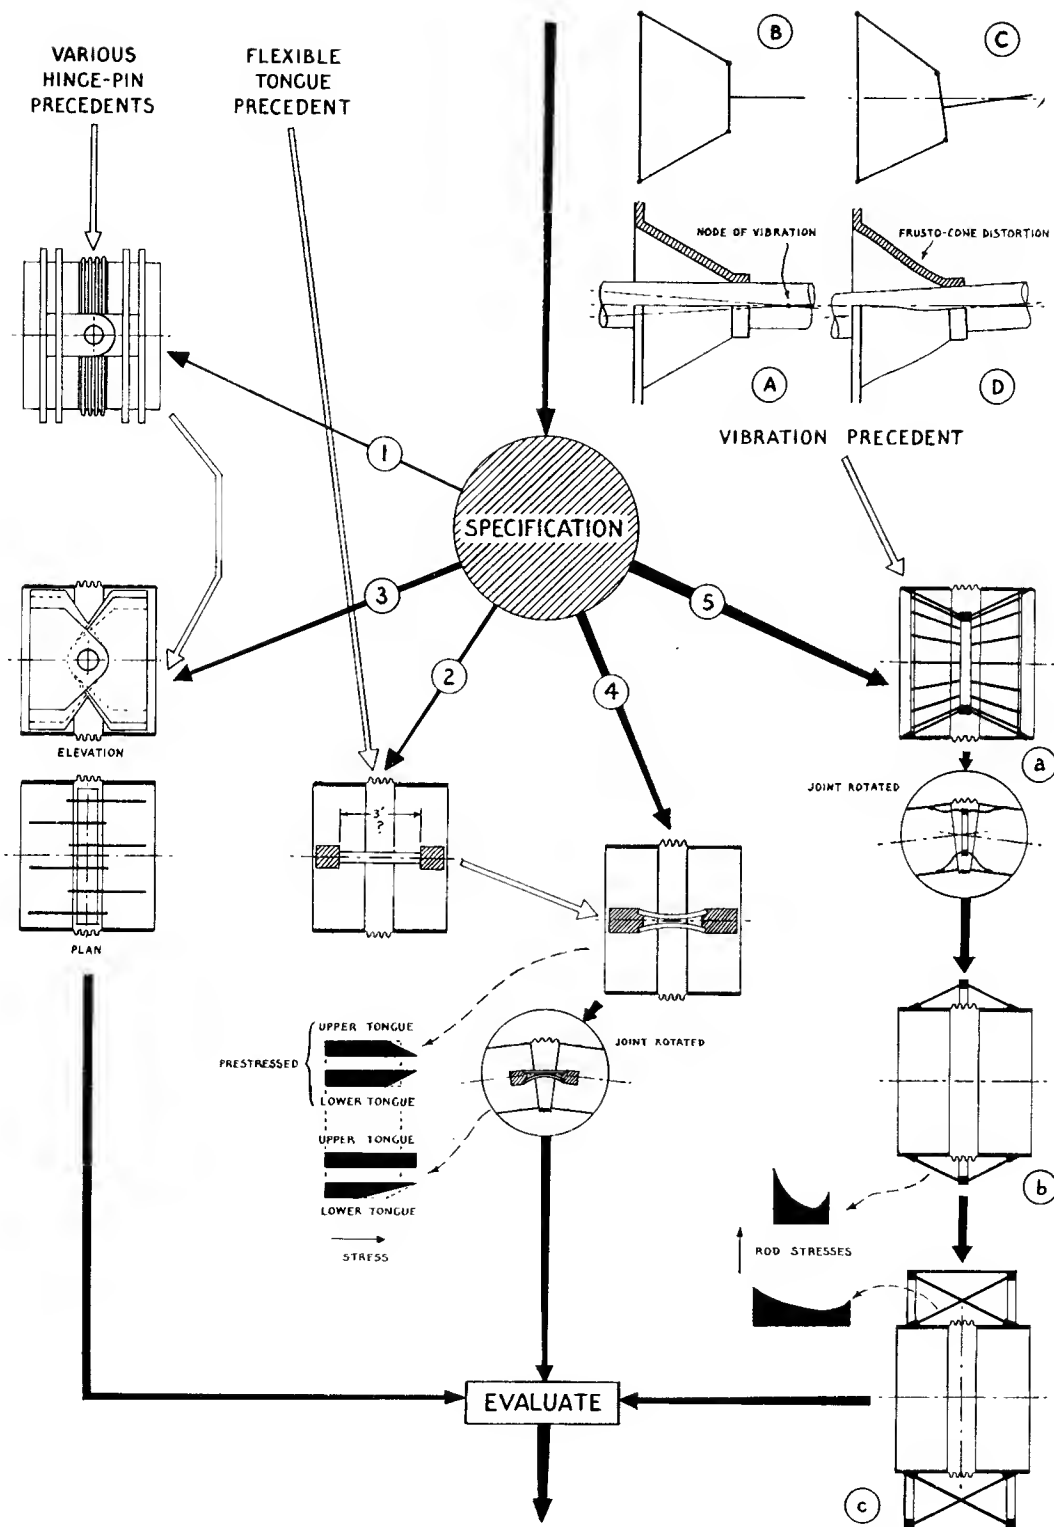 VARIOUS
HINGE-PIN
PRECEDENTS
FLEXIBLE
TONGUE
PRECEDENT
B
C
NODE OF VIBRATION
FRUSTO-CONE DISTORTION
A
D
VIBRATION PRECEDENT
1
SPECIFICATION
3
5
2
4
ELEVATION
a
JOINT ROTATED
3'
?
PLAN
UPPER TONGUE
JOINT ROTATED
PRESTRESSED
LOWER TONGUE
UPPER TONGUE
LOWER TONGUE
b
STRESS
ROD STRESSES
EVALUATE
c